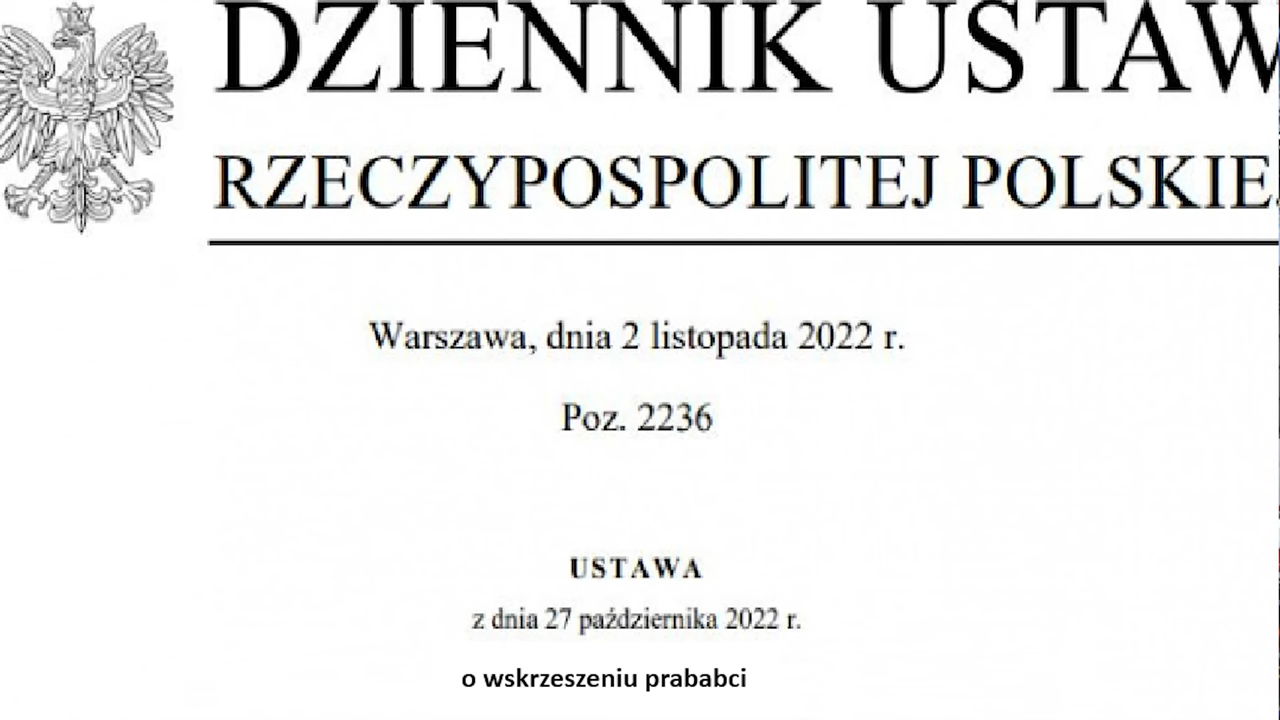 DZIENNIK USTAW
RZECZYPOSPOLITEJ POLSKIE
Warszawa, dnia 2 listopada 2022 r.
Poz. 2236
USTAWA
z dnia 27 października 2022 r.
o wskrzeszeniu prababci